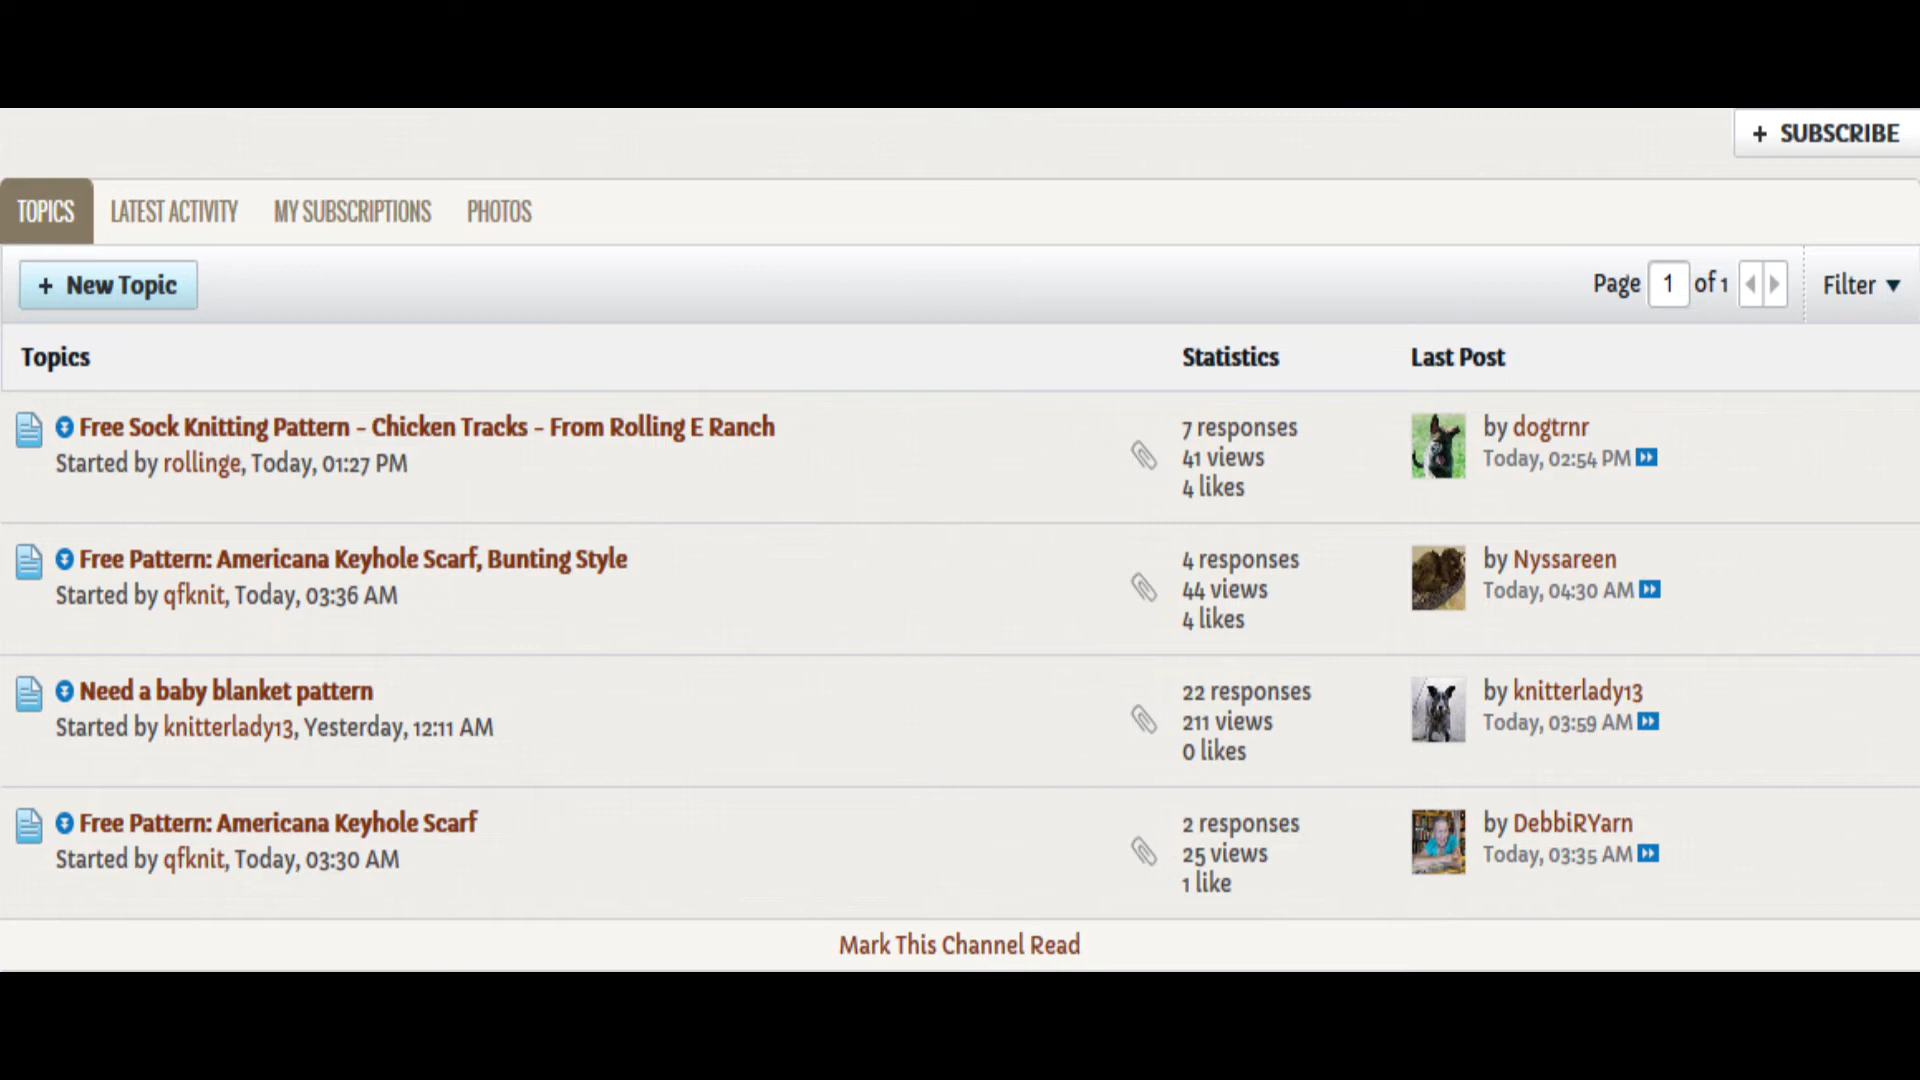 + SUBSCRIBE
TOPICS LATEST ACTIVITY MY SUBSCRIPTIONS PHOTOS
+ New Topic Page 1 of 1 Filter
Topics Statistics Last Post
Free Sock Knitting Pattern - Chicken Tracks - From Rolling E Ranch
Started by rollinge, Today, 01:27 PM
7 responses
41 views
4 likes
by dogtrnr
Today, 02:54 PM
Free Pattern: Americana Keyhole Scarf, Bunting Style
Started by qfknit, Today, 03:36 AM
4 responses
44 views
4 likes
by Nyssareen
Today, 04:30 AM
Need a baby blanket pattern
Started by knitterlady13, Yesterday, 12:11 AM
22 responses
211 views
0 likes
by knitterlady13
Today, 03:59 AM
Free Pattern: Americana Keyhole Scarf
Started by qfknit, Today, 03:30 AM
2 responses
25 views
1 like
by DebbiRYarn
Today, 03:35 AM
Mark This Channel Read